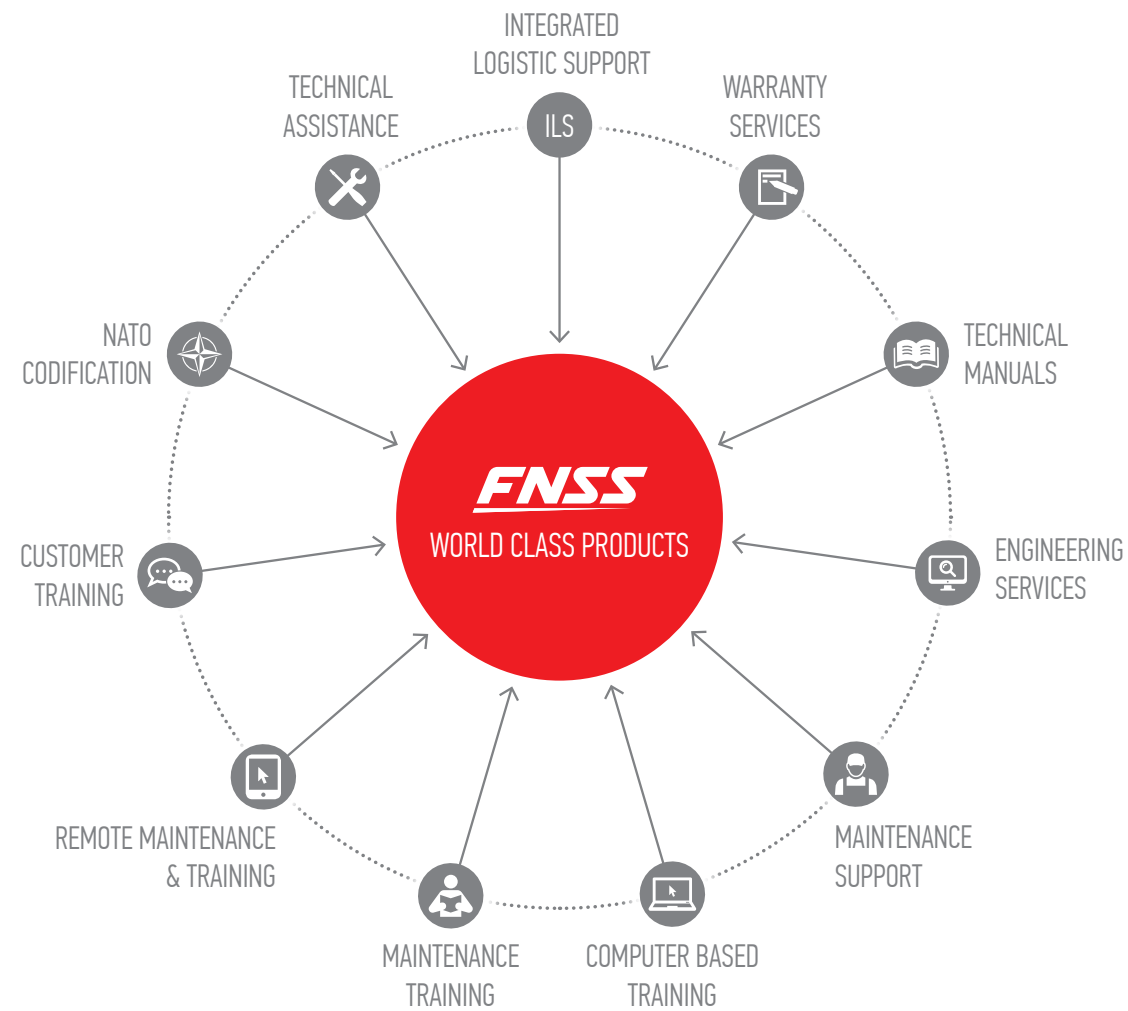 INTEGRATED
LOGISTIC SUPPORT
ILS
WARRANTY
SERVICES
TECHNICAL
MANUALS
ENGINEERING
SERVICES
MAINTENANCE
SUPPORT
COMPUTER BASED
TRAINING
MAINTENANCE
TRAINING
REMOTE MAINTENANCE
& TRAINING
CUSTOMER
TRAINING
NATO
CODIFICATION
TECHNICAL
ASSISTANCE
FNSS
WORLD CLASS PRODUCTS